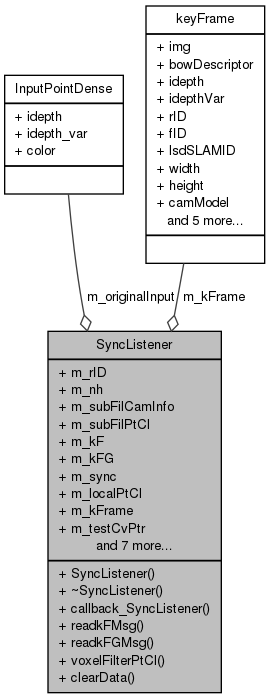 keyFrame
+ img
+ bowDescriptor
+ idepth
+ idepthVar
+ rID
+ fID
+ lsdSLAMID
+ width
+ height
+ camModel
and 5 more...
InputPointDense
+ idepth
+ idepth_var
+ color
m_originalInput
m_kFrame
SyncListener
+ m_rID
+ m_nh
+ m_subFilCamInfo
+ m_subFilPtCl
+ m_kF
+ m_kFG
+ m_sync
+ m_localPtCl
+ m_kFrame
+ m_testCvPtr
and 7 more...
+ SyncListener()
+ ~SyncListener()
+ callback_SyncListener()
+ readkFMsg()
+ readkFGMsg()
+ voxelFilterPtCl()
+ clearData()